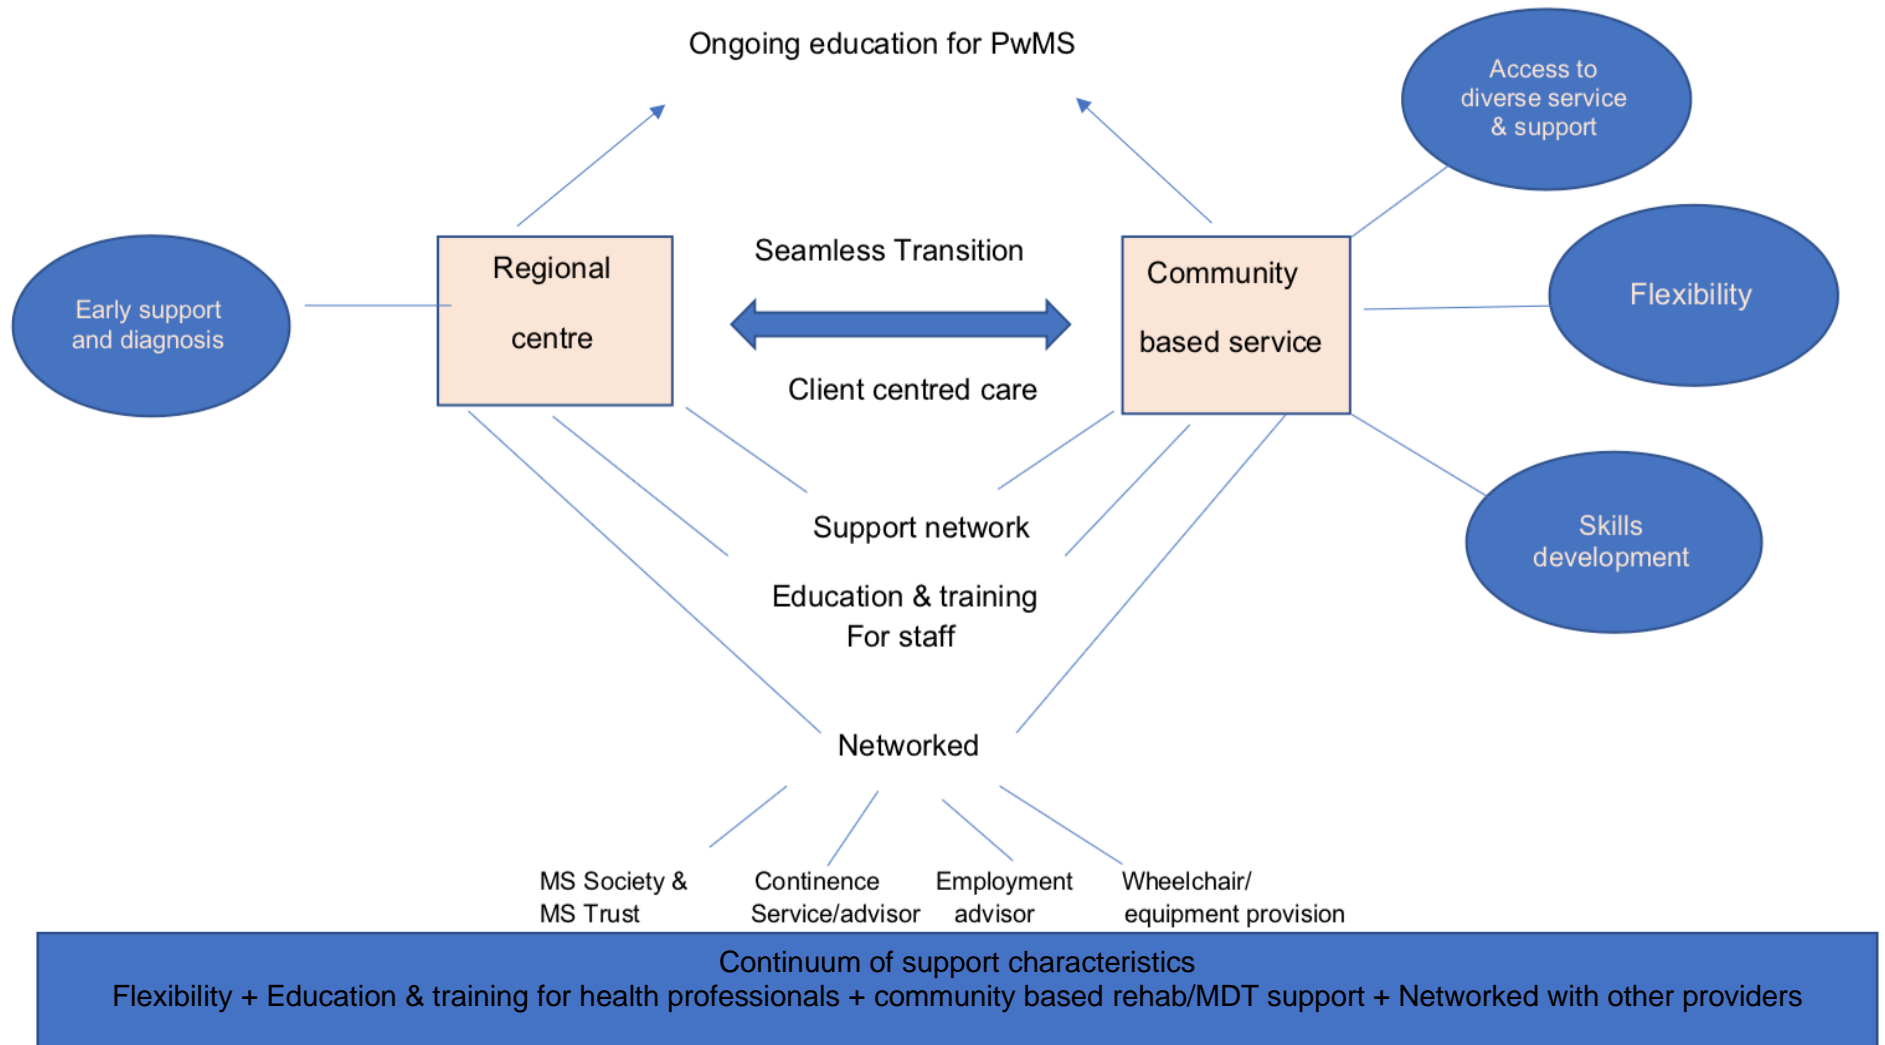 Ongoing education for PwMS
Access to
diverse service
& support
Early support
and diagnosis
Regional
centre
Seamless Transition
Client centred care
Community
based service
Flexibility
Skills
development
Support network
Education & training
For staff
Networked
MS Society &
MS Trust
Continence
Service/advisor
Employment
advisor
Wheelchair/
equipment provision
Continuum of support characteristics
Flexibility + Education & training for health professionals + community based rehab/MDT support + Networked with other providers